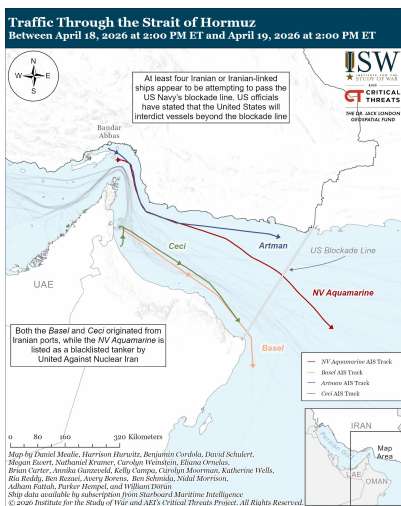 Traffic Through the Strait of Hormuz
Between April 18, 2026 at 2:00 PM ET and April 19, 2026 at 2:00 PM ET
N
W
E
S
At least four Iranian or Iranian-linked
ships appear to be attempting to pass
the US Navy's blockade line. US officials
have stated that the United States will
interdict vessels beyond the blockade line
ISW
INSTITUTE FOR THE
STUDY OF WAR
AND
CT CRITICAL
THREATS
THE DR. JACK LONDON
GEOSPATIAL FUND
Bandar
Abbas
Ceci
Artman
US Blockade Line
UAE
NV Aquamarine
Both the Basel and Ceci originated from
Iranian ports, while the NV Aquamarine is
listed as a blacklisted tanker by
United Against Nuclear Iran
Basel
NV Aquamarine AIS Track
Basel AIS Track
Artman AIS Track
Ceci AIS Track
0 80 160 320 Kilometers
IRAN
Persian Gulf
Map
Area
UAE
OMAN
Map by Daniel Mealie, Harrison Hurwitz, Benjamin Cordola, David Schulert,
Megan Ewert, Nathaniel Kramer, Carolyn Weinstein, Eliana Ornelas,
Brian Carter, Annika Ganzeveld, Kelly Campa, Carolyn Moorman, Katherine Wells,
Ria Reddy, Ben Rezaei, Avery Borens, Ben Schmida, Nidal Morrison,
Adham Fattah, Parker Hempel, and William Doran
Ship data available by subscription from Starboard Maritime Intelligence
© 2026 Institute for the Study of War and AEI's Critical Threats Project. All Rights Reserved.